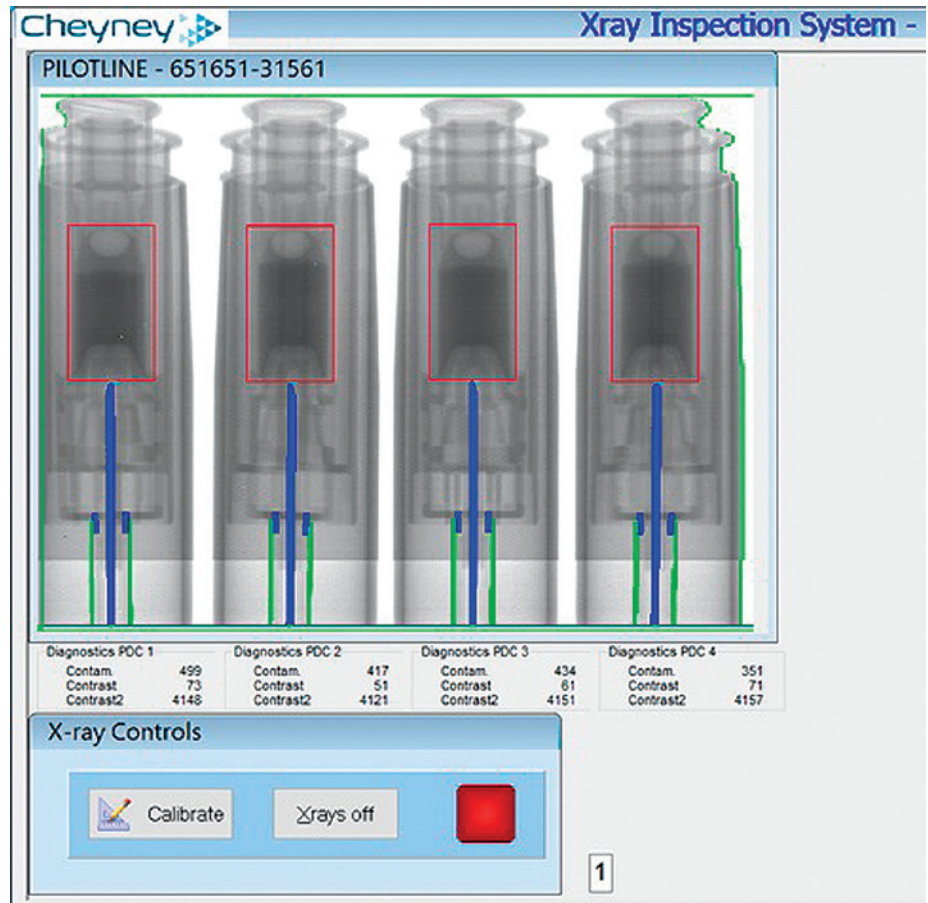 Cheyney
Xray Inspection System -
PILOTLINE - 651651-31561
Diagnostics PDC 1
Contam. 499
Contrast 73
Contrast2 4148
Diagnostics PDC 2
Contam. 417
Contrast 51
Contrast2 4121
Diagnostics PDC 3
Contam. 434
Contrast 61
Contrast2 4151
Diagnostics PDC 4
Contam. 351
Contrast 71
Contrast2 4157
X-ray Controls
Calibrate
Xrays off
1